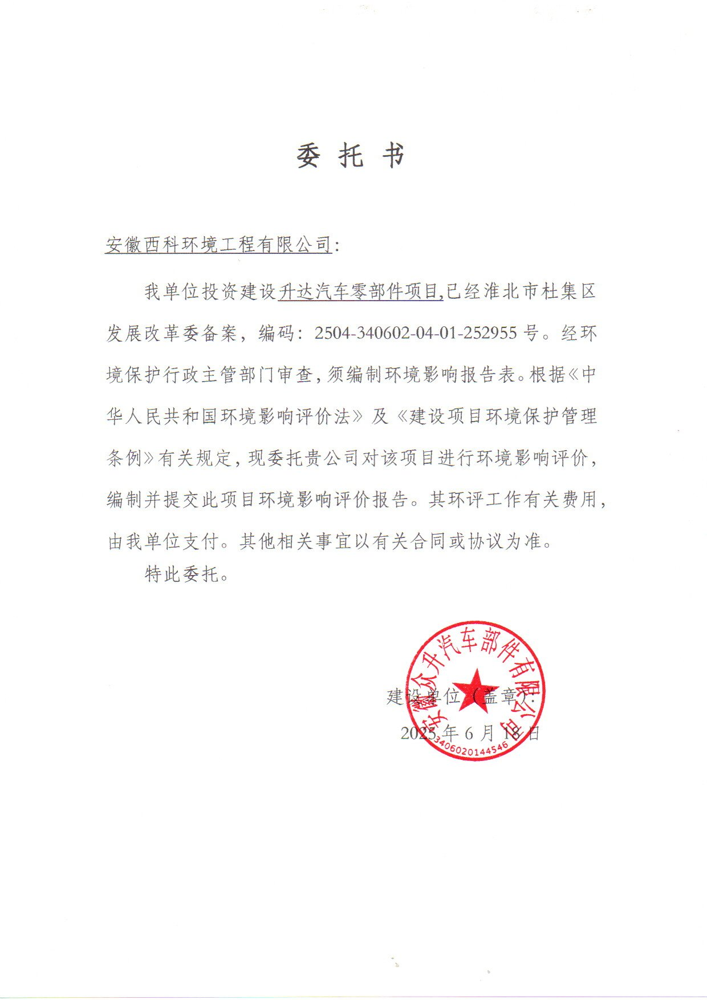 委托书
安徽西科环境工程有限公司：
我单位投资建设升达汽车零部件项目,已经淮北市杜集区
发展改革委备案，编码：2504-340602-04-01-252955 号。经环
境保护行政主管部门审查，须编制环境影响报告表。根据《中
华人民共和国环境影响评价法》及《建设项目环境保护管理
条例》有关规定，现委托贵公司对该项目进行环境影响评价，
编制并提交此项目环境影响评价报告。其环评工作有关费用，
由我单位支付。其他相关事宜以有关合同或协议为准。
特此委托。
安徽众升汽车部件有限公司
建设单位（盖章）：
2025 年 6 月 18 日
3406020144546